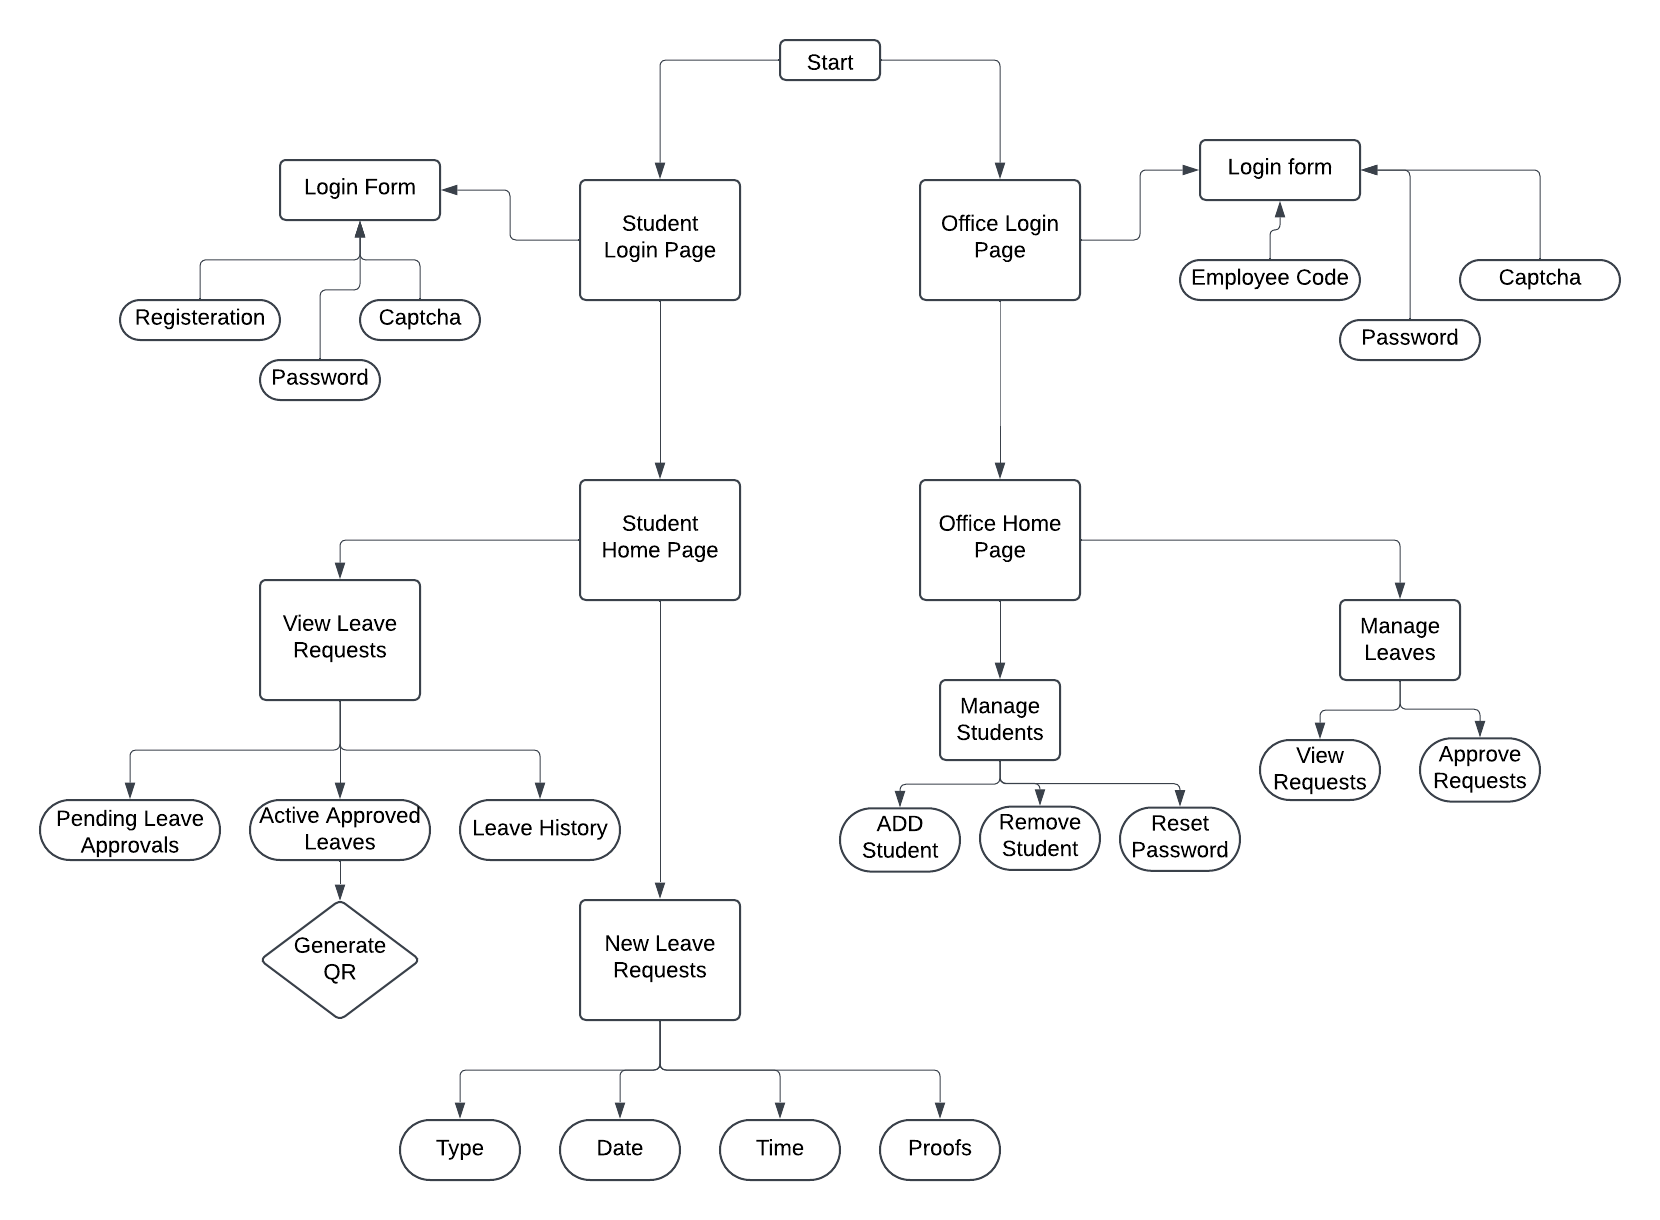 Start
Login Form
Registeration
Captcha
Password
Student
Login Page
Office Login
Page
Login form
Employee Code
Captcha
Password
Student
Home Page
Office Home
Page
View Leave
Requests
Pending Leave
Approvals
Active Approved
Leaves
Leave History
Generate
QR
New Leave
Requests
Type
Date
Time
Proofs
Manage
Students
ADD
Student
Remove
Student
Reset
Password
Manage
Leaves
View
Requests
Approve
Requests